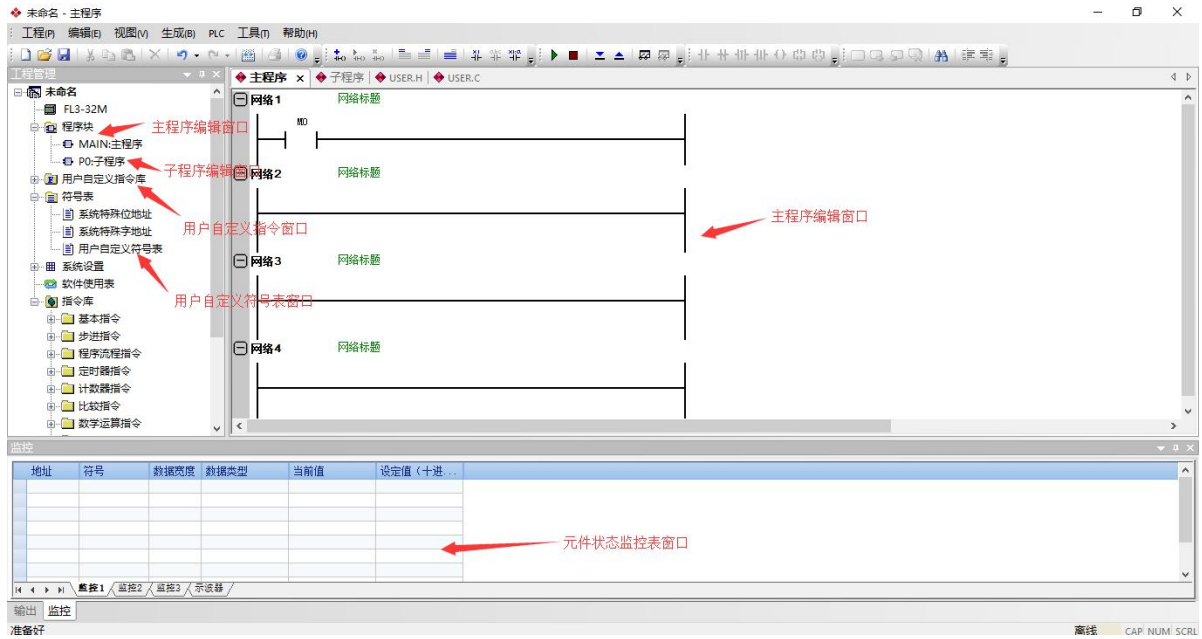 未命名 - 主程序
工程(P) 编辑(E) 视图(V) 生成(B) PLC 工具(T) 帮助(H)
工程管理
未命名
FL3-32M
程序块
MAIN:主程序
P0:子程序
用户自定义指令库
符号表
系统特殊位地址
系统特殊字地址
用户自定义符号表
系统设置
软件使用表
指令库
基本指令
步进指令
程序流程指令
定时器指令
计数器指令
比较指令
数学运算指令
主程序编辑窗口
子程序编辑窗口
用户自定义指令窗口
用户自定义符号表窗口
主程序 × 子程序 USER.H USER.C
网络1 网络标题
M0
网络2 网络标题
主程序编辑窗口
网络3 网络标题
网络4 网络标题
监控
地址 符号 数据宽度 数据类型 当前值 设定值（十进...
元件状态监控表窗口
监控1 监控2 监控3 示波器
输出 监控
准备好 离线 CAP NUM SCRL